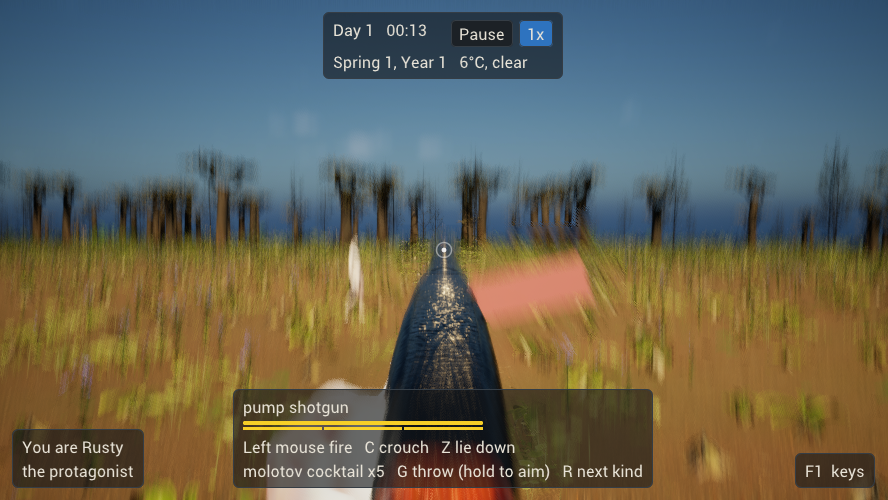 Day 1 00:13 Pause 1x
Spring 1, Year 1 6°C, clear
pump shotgun
Left mouse fire C crouch Z lie down
molotov cocktail x5 G throw (hold to aim) R next kind
You are Rusty
the protagonist
F1 keys